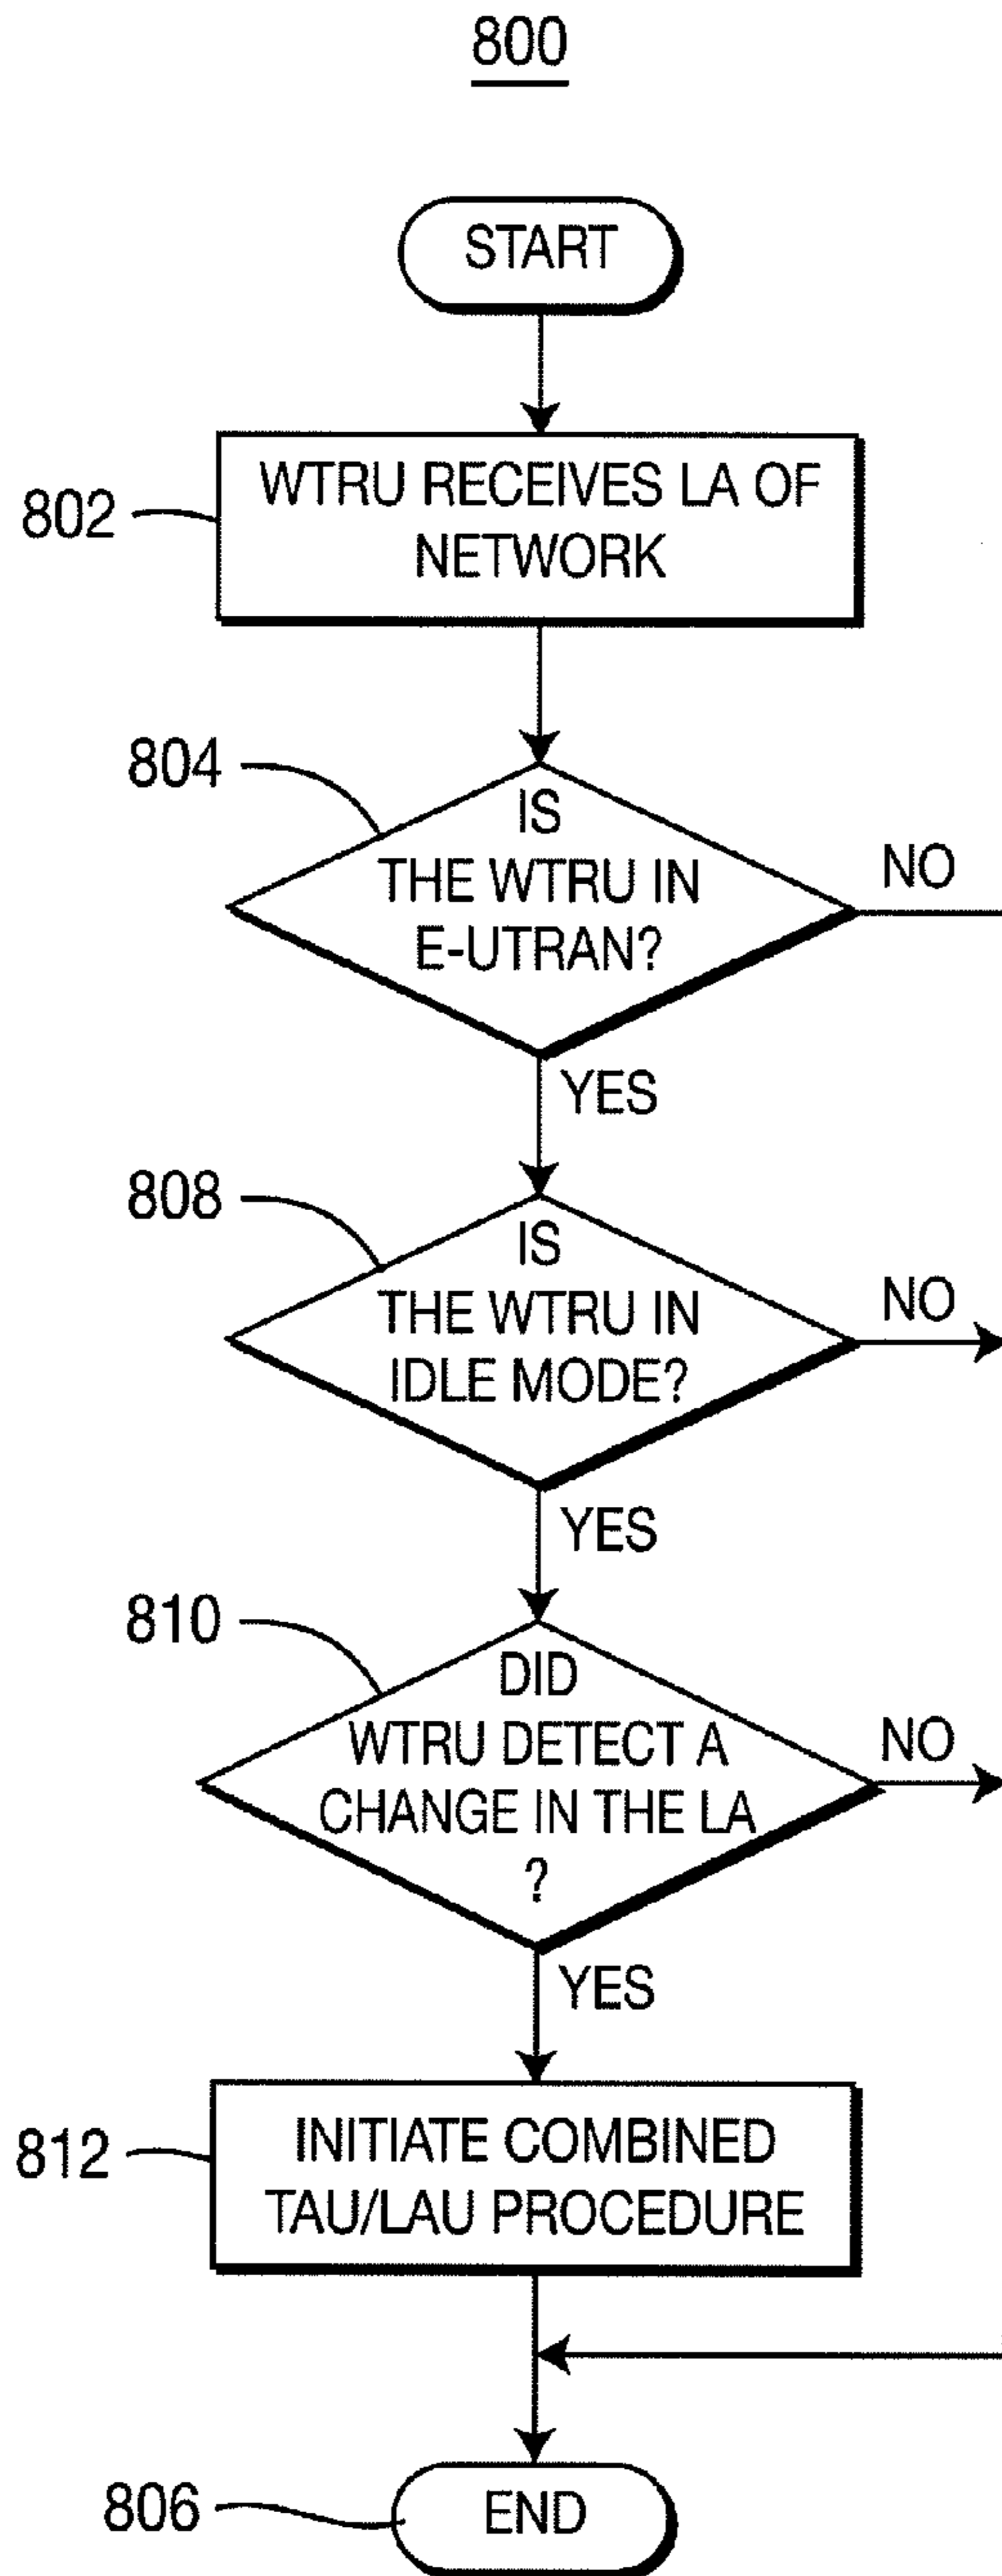 800
START
802
WTRU RECEIVES LA OF
NETWORK
804
IS
THE WTRU IN
E-UTRAN?
NO
YES
808
IS
THE WTRU IN
IDLE MODE?
NO
YES
810
DID
WTRU DETECT A
CHANGE IN THE LA
?
NO
YES
812
INITIATE COMBINED
TAU/LAU PROCEDURE
806
END